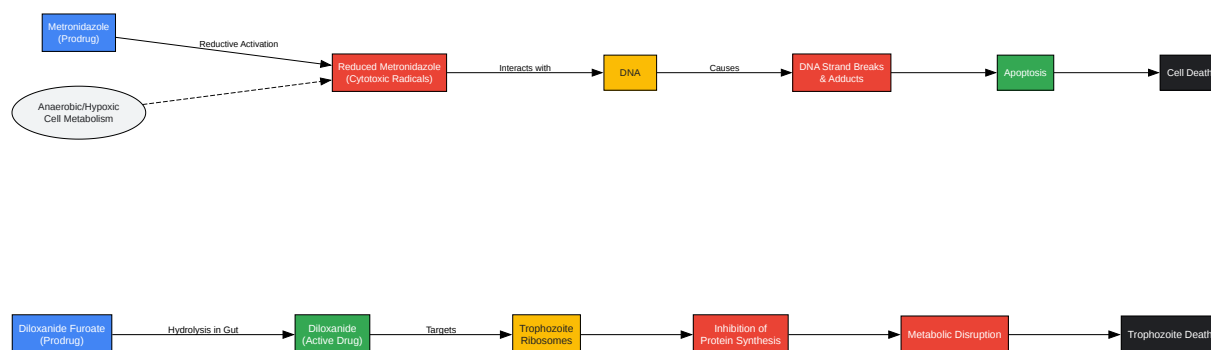 Metronidazole
(Prodrug)
Reductive Activation
Anaerobic/Hypoxic
Cell Metabolism
Reduced Metronidazole
(Cytotoxic Radicals)
Interacts with
DNA
Causes
DNA Strand Breaks
& Adducts
Apoptosis
Cell Death
Diloxanide Furoate
(Prodrug)
Hydrolysis in Gut
Diloxanide
(Active Drug)
Targets
Trophozoite
Ribosomes
Inhibition of
Protein Synthesis
Metabolic Disruption
Trophozoite Death